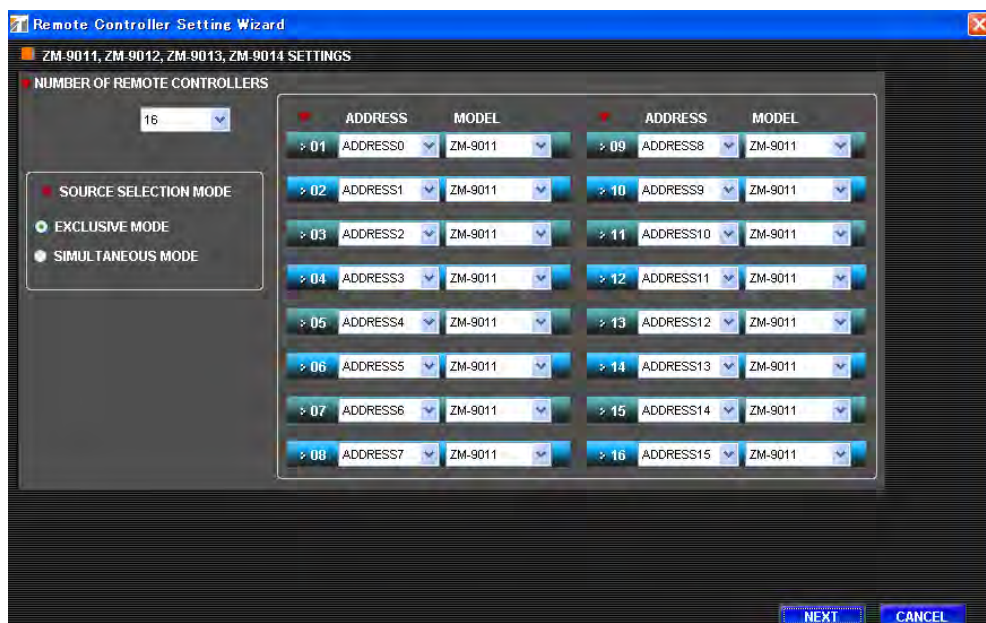 Remote Controller Setting Wizard
ZM-9011, ZM-9012, ZM-9013, ZM-9014 SETTINGS
NUMBER OF REMOTE CONTROLLERS
16
SOURCE SELECTION MODE
EXCLUSIVE MODE
SIMULTANEOUS MODE
ADDRESS MODEL
01 ADDRESS0 ZM-9011
02 ADDRESS1 ZM-9011
03 ADDRESS2 ZM-9011
04 ADDRESS3 ZM-9011
05 ADDRESS4 ZM-9011
06 ADDRESS5 ZM-9011
07 ADDRESS6 ZM-9011
08 ADDRESS7 ZM-9011
ADDRESS MODEL
09 ADDRESS8 ZM-9011
10 ADDRESS9 ZM-9011
11 ADDRESS10 ZM-9011
12 ADDRESS11 ZM-9011
13 ADDRESS12 ZM-9011
14 ADDRESS13 ZM-9011
15 ADDRESS14 ZM-9011
16 ADDRESS15 ZM-9011
NEXT CANCEL